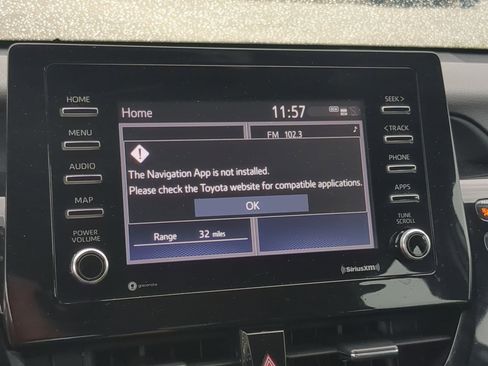 HOME
MENU
AUDIO
MAP
POWER
VOLUME
Home
11:57
FM 102.3
The Navigation App is not installed.
Please check the Toyota website for compatible applications.
OK
Range 32 miles
gracenote
SiriusXM
SEEK >
< TRACK
PHONE
APPS
TUNE
SCROLL